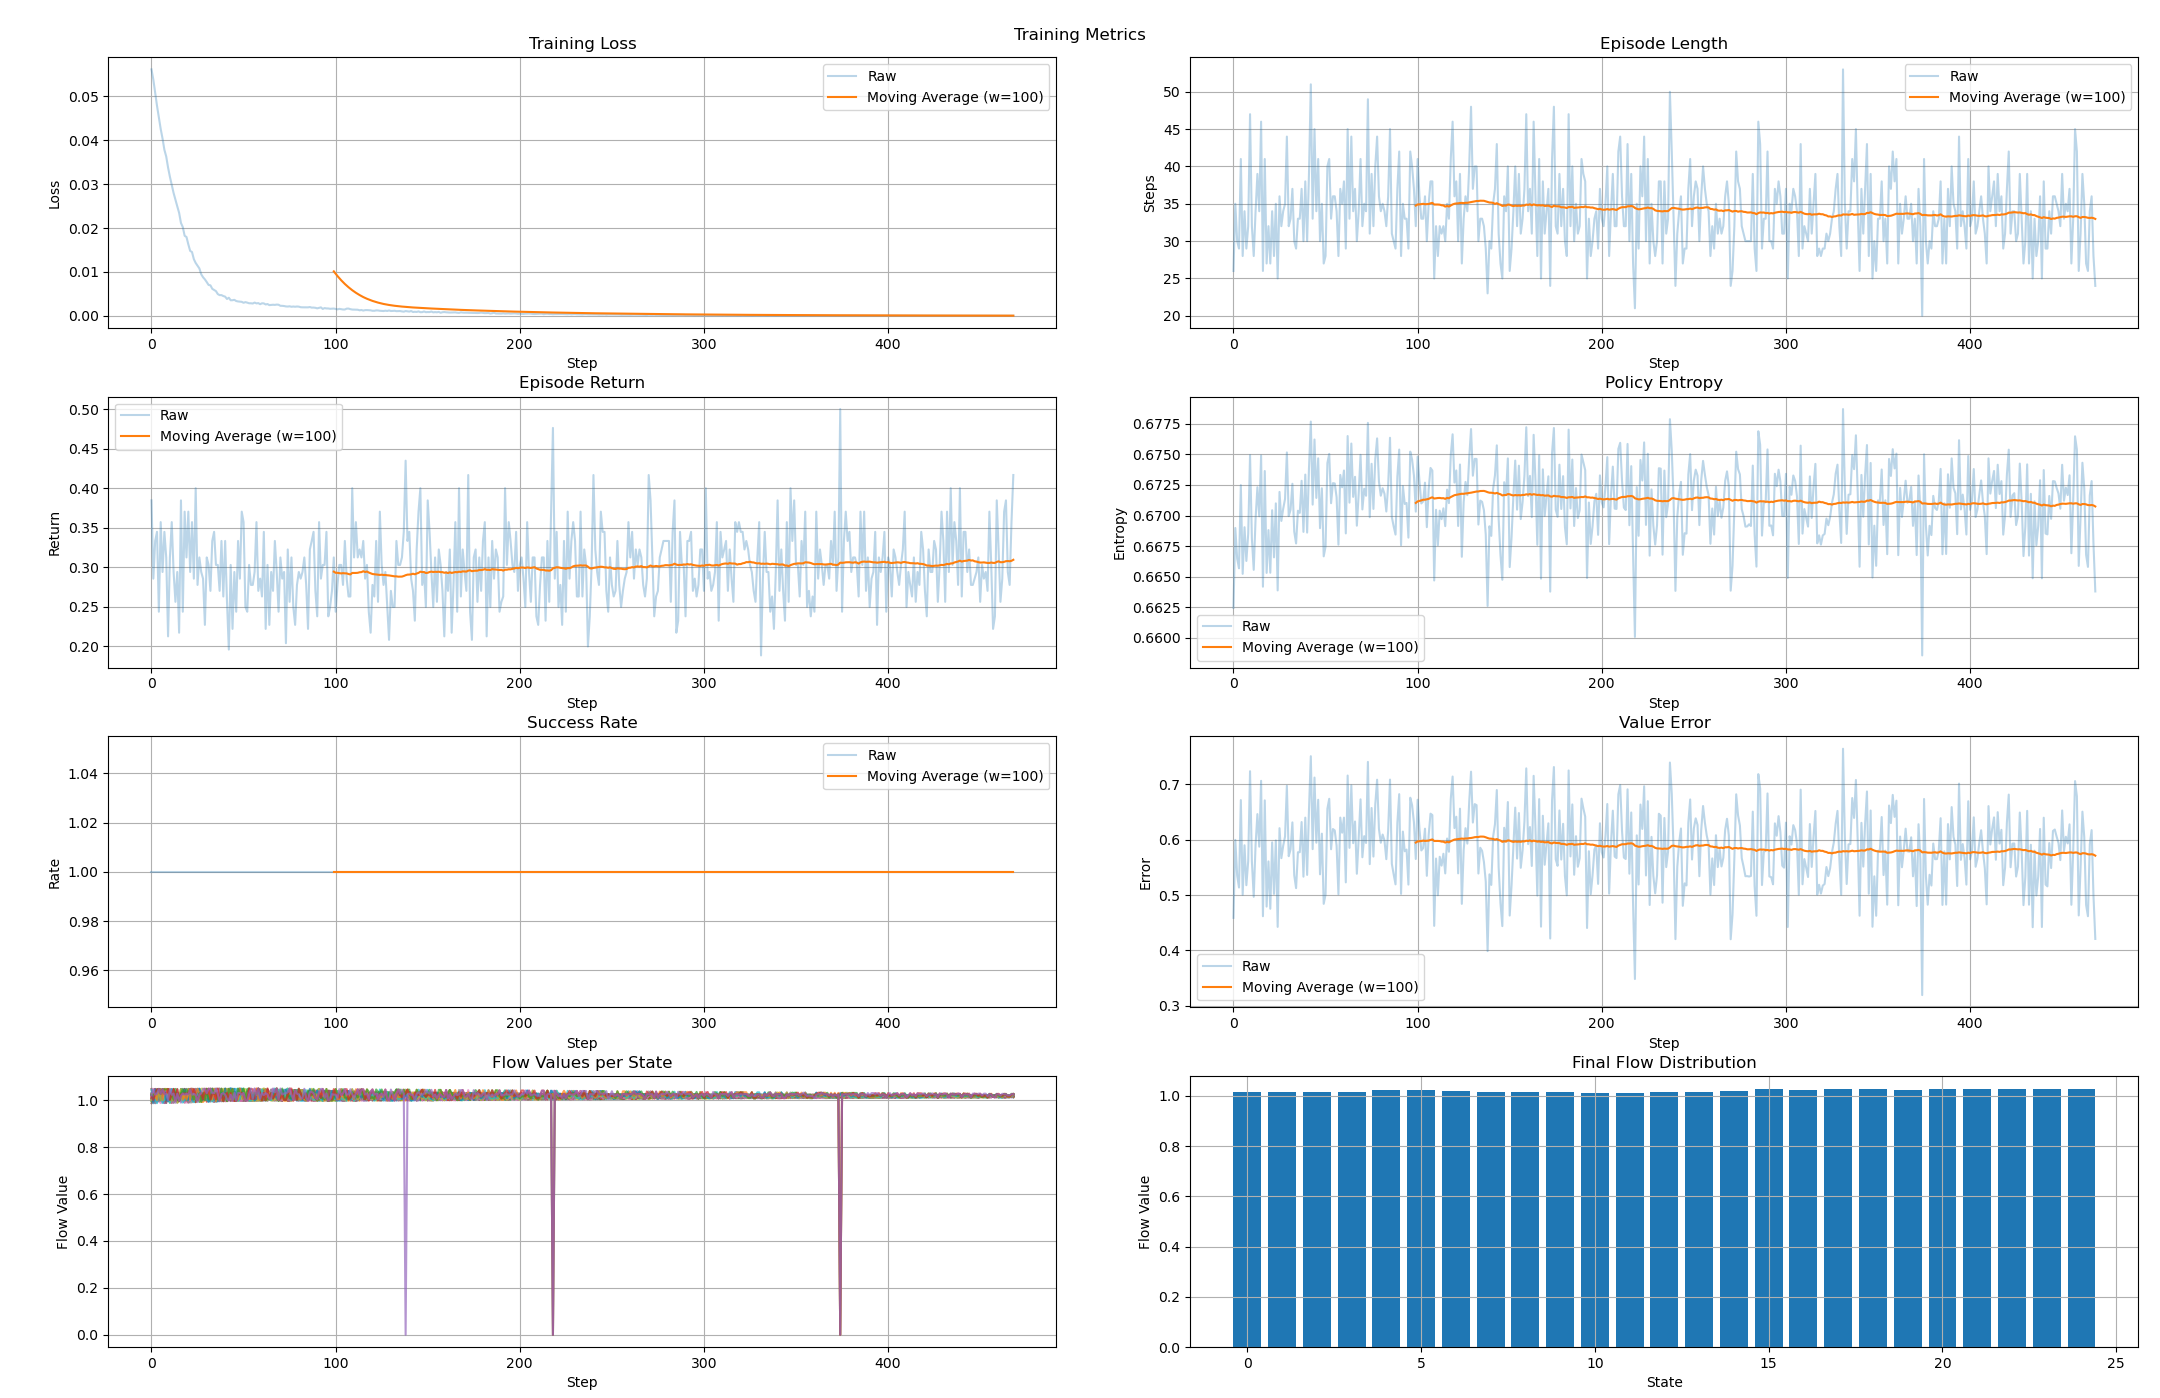 Training Metrics
Training Loss
Raw
Moving Average (w=100)
0.05
0.04
0.03
0.02
0.01
0.00
Loss
0 100 200 300 400
Step
Episode Length
Raw
Moving Average (w=100)
50
45
40
35
30
25
20
Steps
0 100 200 300 400
Step
Episode Return
Raw
Moving Average (w=100)
0.50
0.45
0.40
0.35
0.30
0.25
0.20
Return
0 100 200 300 400
Step
Policy Entropy
0.6775
0.6750
0.6725
0.6700
0.6675
0.6650
0.6625
0.6600
Entropy
Raw
Moving Average (w=100)
0 100 200 300 400
Step
Success Rate
Raw
Moving Average (w=100)
1.04
1.02
1.00
0.98
0.96
Rate
0 100 200 300 400
Step
Value Error
0.7
0.6
0.5
0.4
0.3
Error
Raw
Moving Average (w=100)
0 100 200 300 400
Step
Flow Values per State
1.0
0.8
0.6
0.4
0.2
0.0
Flow Value
0 100 200 300 400
Step
Final Flow Distribution
1.0
0.8
0.6
0.4
0.2
0.0
Flow Value
0 5 10 15 20 25
State